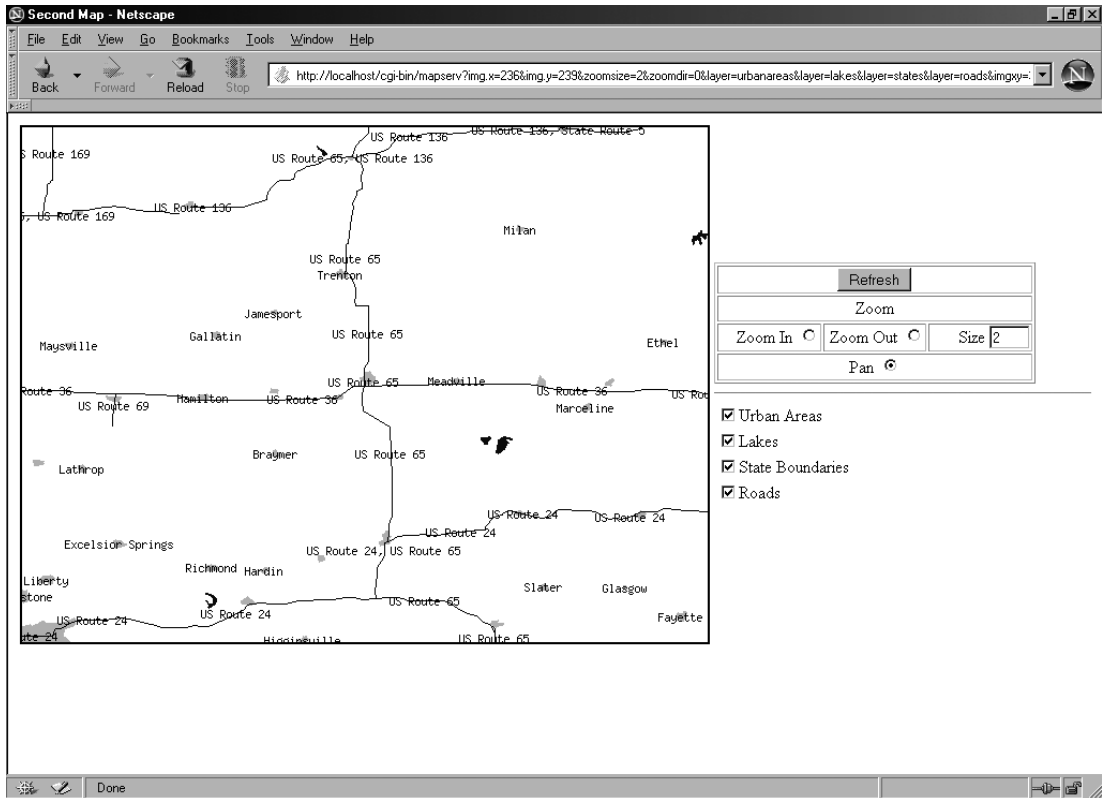 Second Map - Netscape
File Edit View Go Bookmarks Tools Window Help
Back Forward Reload Stop
http://localhost/cgi-bin/mapserv?img.x=236&img.y=239&zoomsize=2&zoomdir=0&layer=urbanareas&layer=lakes&layer=states&layer=roads&imgxy=
US Route 136
US Route 136, State Route 5
S Route 169
US Route 65, US Route 136
US Route 136
, US Route 169
Milan
US Route 65
Trenton
Jamesport
Gallatin
US Route 65
Maysville
Ethel
US Route 65
Meadville
Route 36
US Route 36
US Rou
Hamilton
US Route 36
US Route 69
Marceline
Braymer
US Route 65
Lathrop
US Route 24
US Route 24
US Route 24
Excelsior Springs
US Route 24, US Route 65
Richmond
Hardin
Liberty
Slater
Glasgow
stone
US Route 65
US Route 24
US Route 24
Fayette
ute 24
Higginsville
US Route 65
Refresh
Zoom
Zoom In
Zoom Out
Size 2
Pan
Urban Areas
Lakes
State Boundaries
Roads
Done